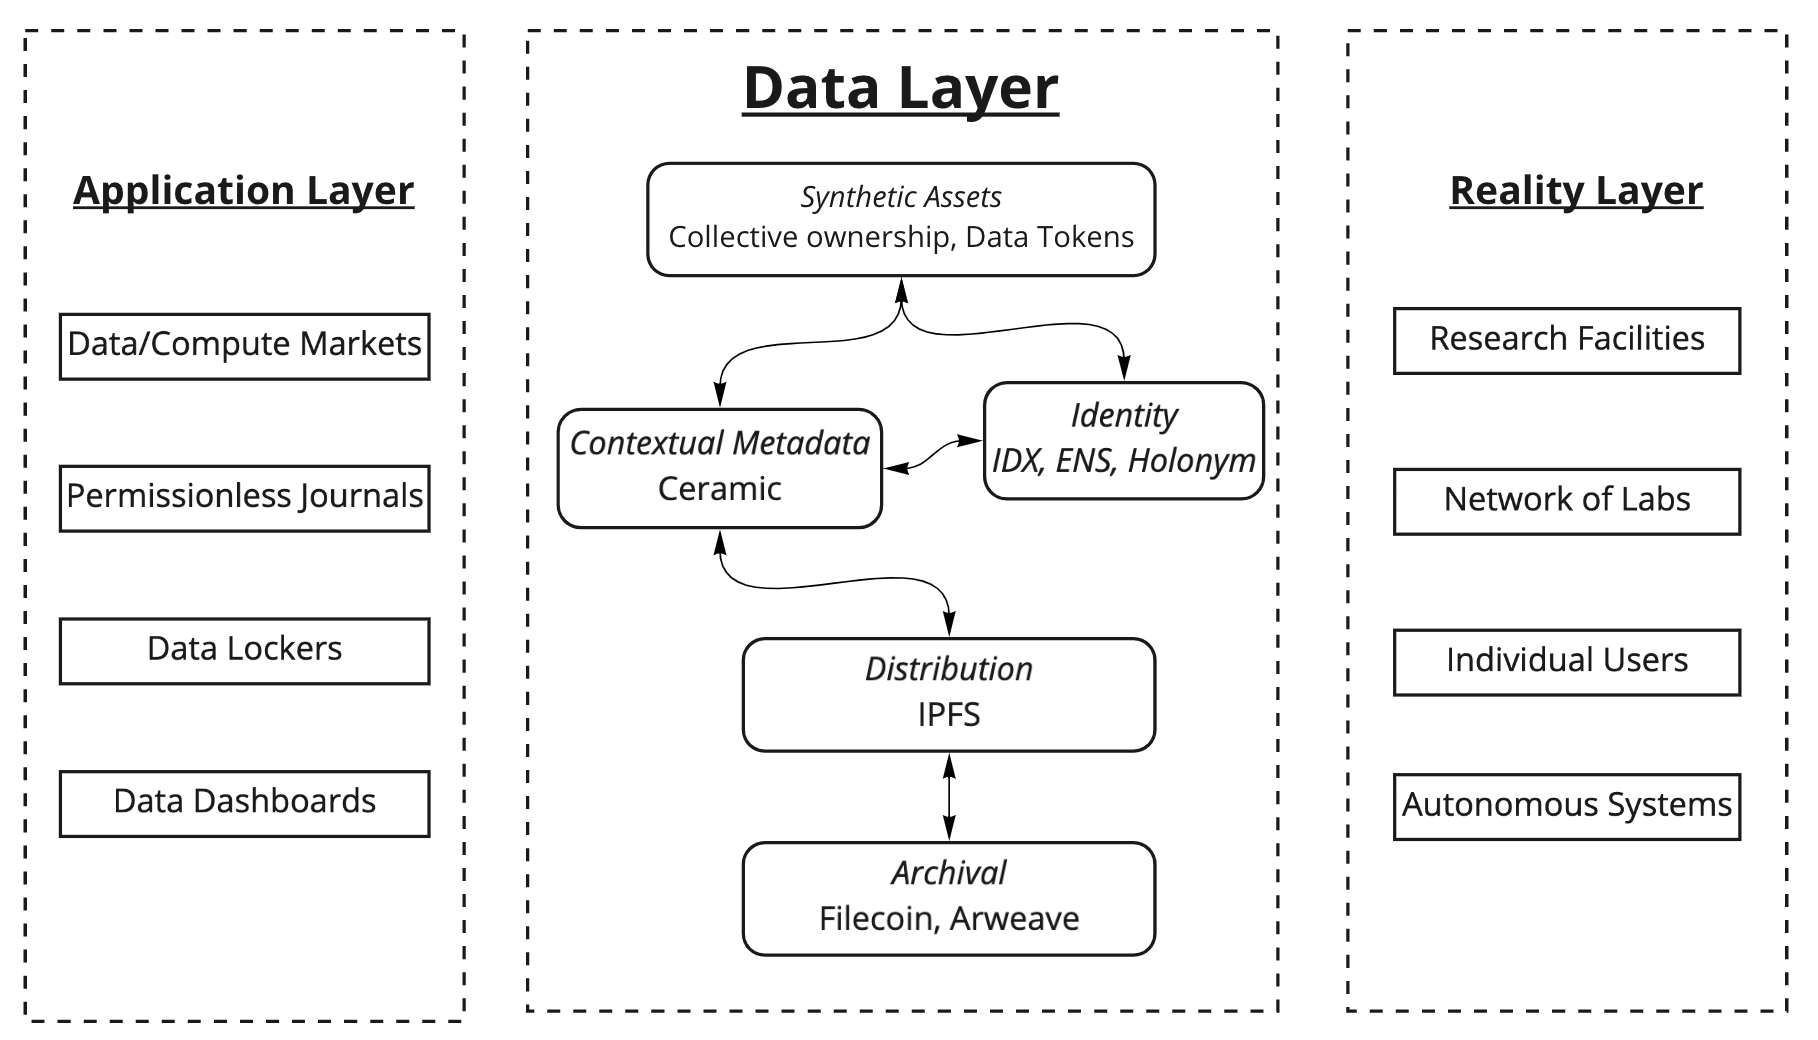 Application Layer
Data/Compute Markets
Permissionless Journals
Data Lockers
Data Dashboards
Data Layer
Synthetic Assets
Collective ownership, Data Tokens
Contextual Metadata
Ceramic
Identity
IDX, ENS, Holonym
Distribution
IPFS
Archival
Filecoin, Arweave
Reality Layer
Research Facilities
Network of Labs
Individual Users
Autonomous Systems